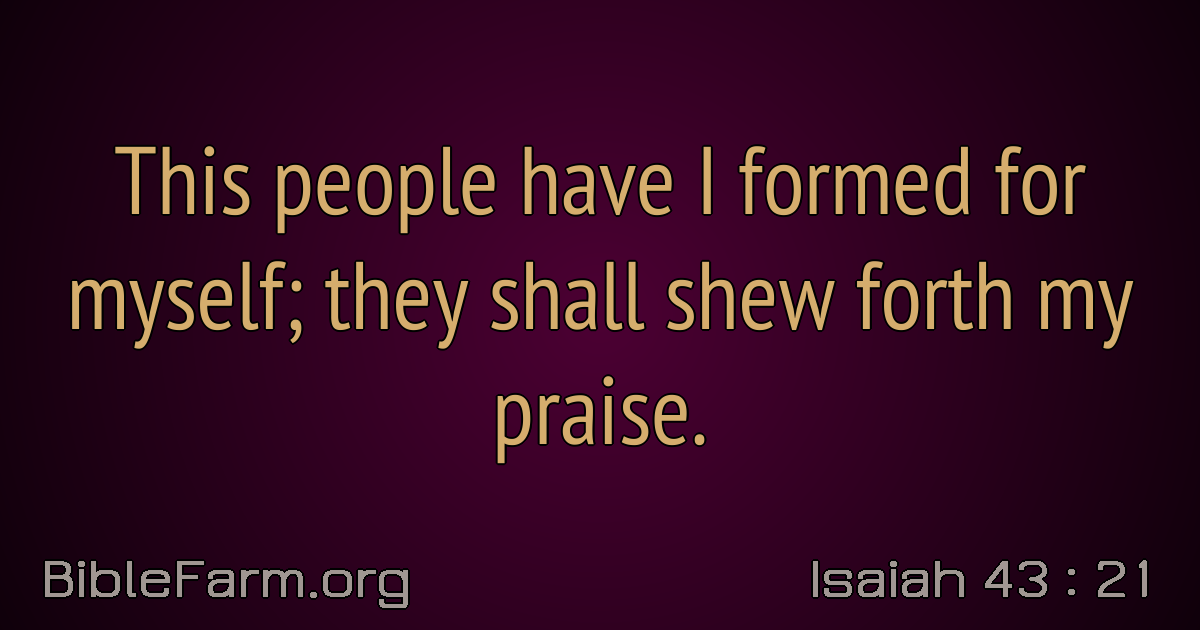 This people have I formed for
myself; they shall shew forth my
praise.
BibleFarm.org
Isaiah 43 : 21